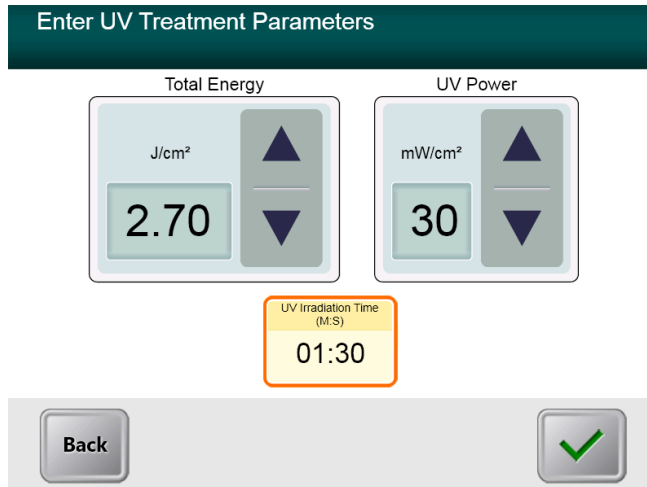 Enter UV Treatment Parameters
Total Energy
UV Power
J/cm²
mW/cm²
2.70
30
UV Irradiation Time
(M:S)
01:30
Back